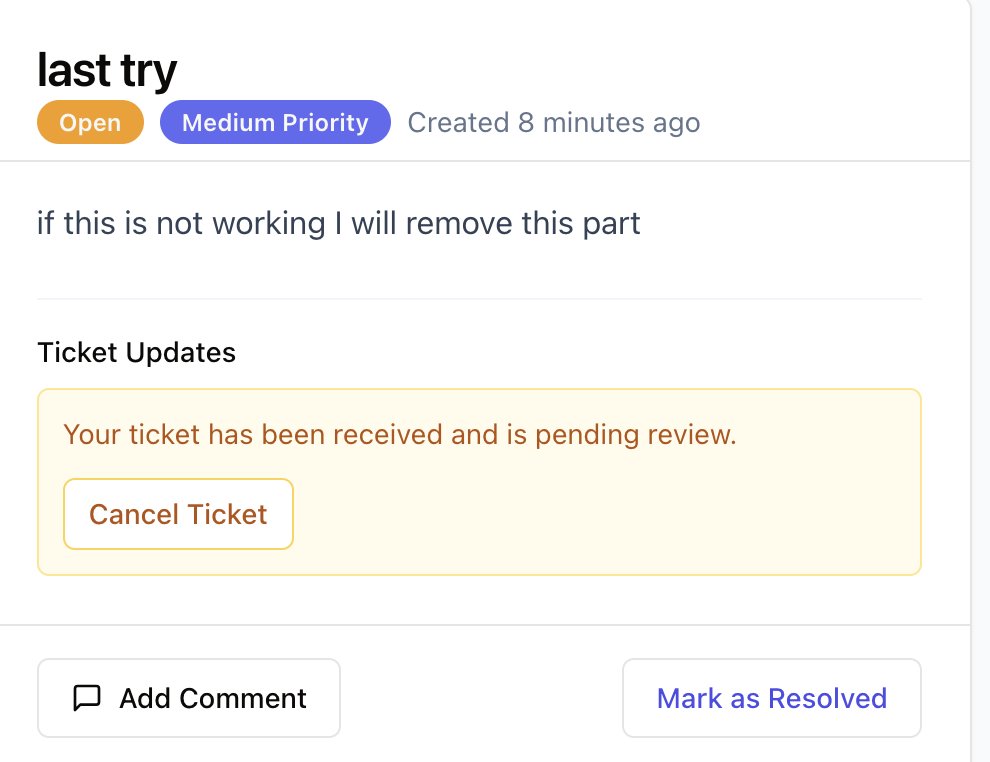 last try
Open Medium Priority Created 8 minutes ago
if this is not working I will remove this part
Ticket Updates
Your ticket has been received and is pending review.
Cancel Ticket
Add Comment Mark as Resolved